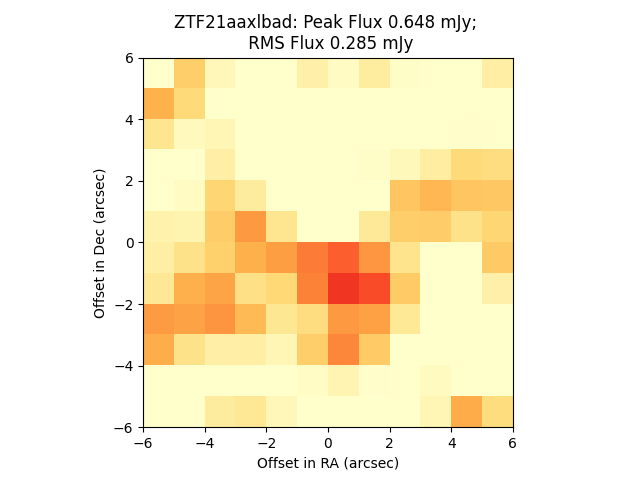 ZTF21aaxlbad: Peak Flux 0.648 mJy;
RMS Flux 0.285 mJy
6
4
2
0
−2
−4
−6
Offset in Dec (arcsec)
−6 −4 −2 0 2 4 6
Offset in RA (arcsec)